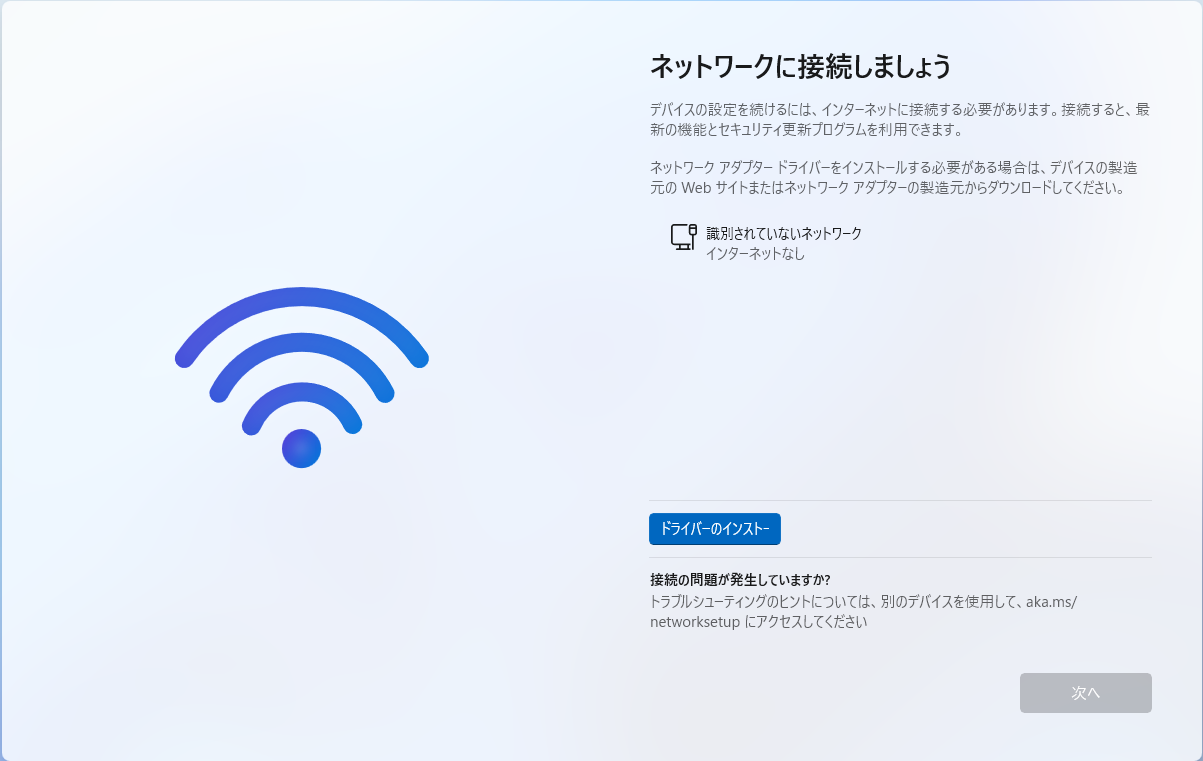 ネットワークに接続しましょう
デバイスの設定を続けるには、インターネットに接続する必要があります。接続すると、最
新の機能とセキュリティ更新プログラムを利用できます。
ネットワーク アダプター ドライバーをインストールする必要がある場合は、デバイスの製造
元の Web サイトまたはネットワーク アダプターの製造元からダウンロードしてください。
識別されていないネットワーク
インターネットなし
ドライバーのインストー
接続の問題が発生していますか?
トラブルシューティングのヒントについては、別のデバイスを使用して、aka.ms/
networksetup にアクセスしてください
次へ